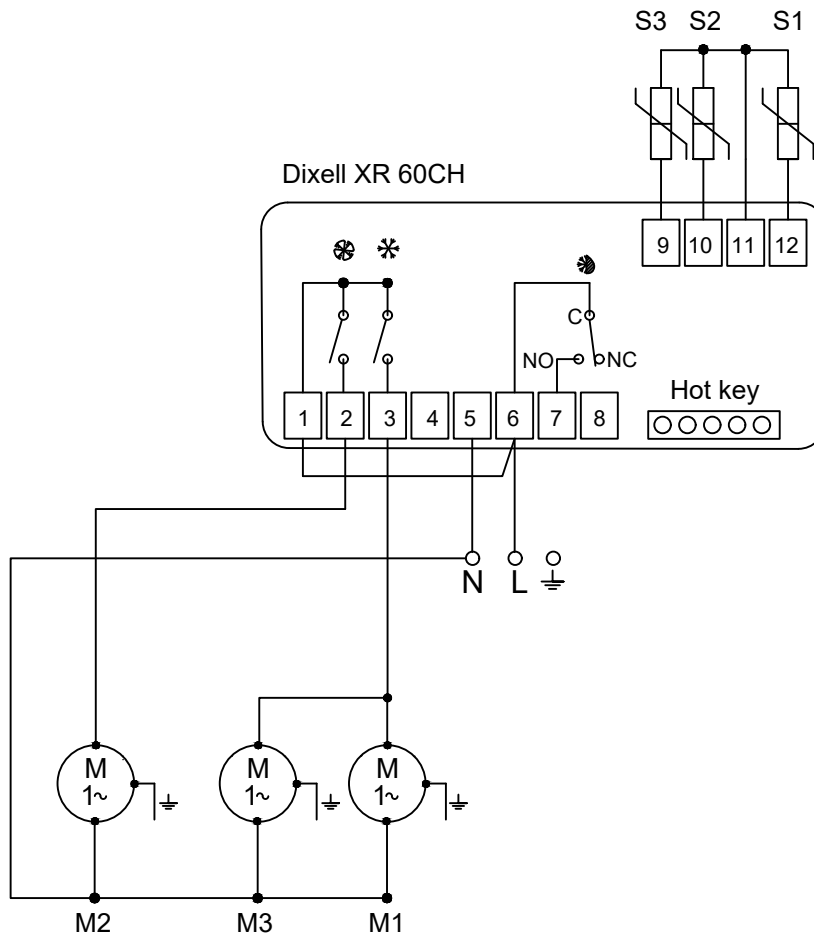 S3 S2 S1
Dixell XR 60CH
9 10 11 12
C
NO NC
Hot key
1 2 3 4 5 6 7 8
N L
M M M
1~ 1~ 1~
M2 M3 M1